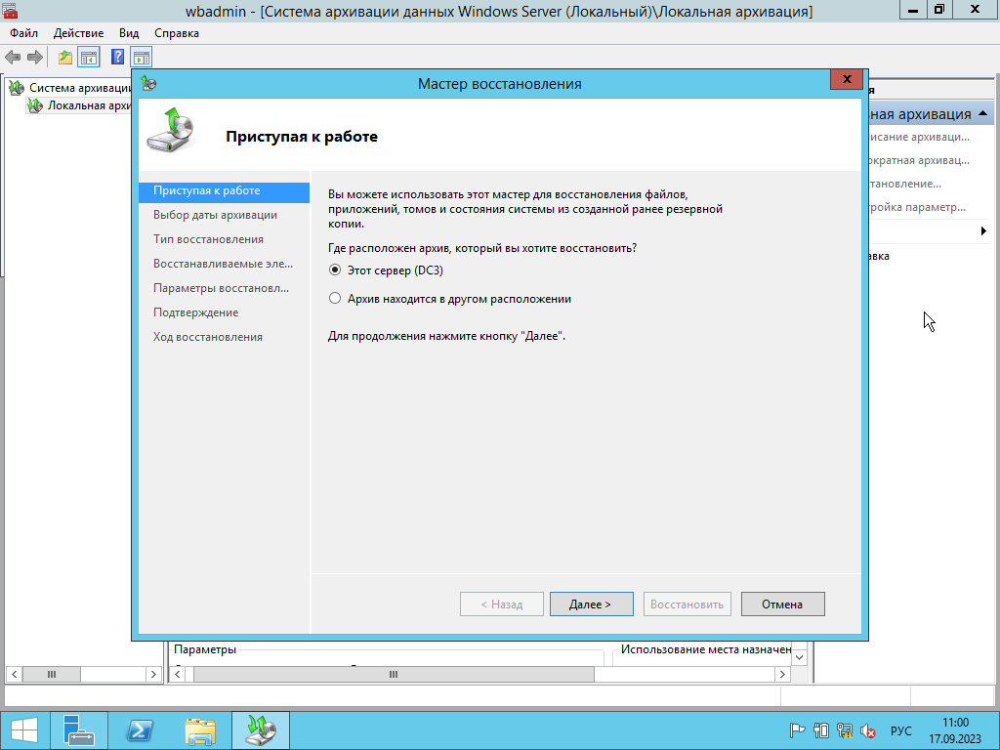 wbadmin - [Система архивации данных Windows Server (Локальный)\Локальная архивация]
Файл Действие Вид Справка
Система архивации
Локальная архи
Мастер восстановления
Приступая к работе
Приступая к работе
Выбор даты архивации
Тип восстановления
Восстанавливаемые эле...
Параметры восстановл...
Подтверждение
Ход восстановления
Вы можете использовать этот мастер для восстановления файлов,
приложений, томов и состояния системы из созданной ранее резервной
копии.
Где расположен архив, который вы хотите восстановить?
Этот сервер (DC3)
Архив находится в другом расположении
Для продолжения нажмите кнопку "Далее".
< Назад Далее > Восстановить Отмена
я
ная архивация
исание архиваци...
ократная архивац...
тановление...
ройка параметр...
авка
Параметры
Использование места назначен
РУС
11:00
17.09.2023